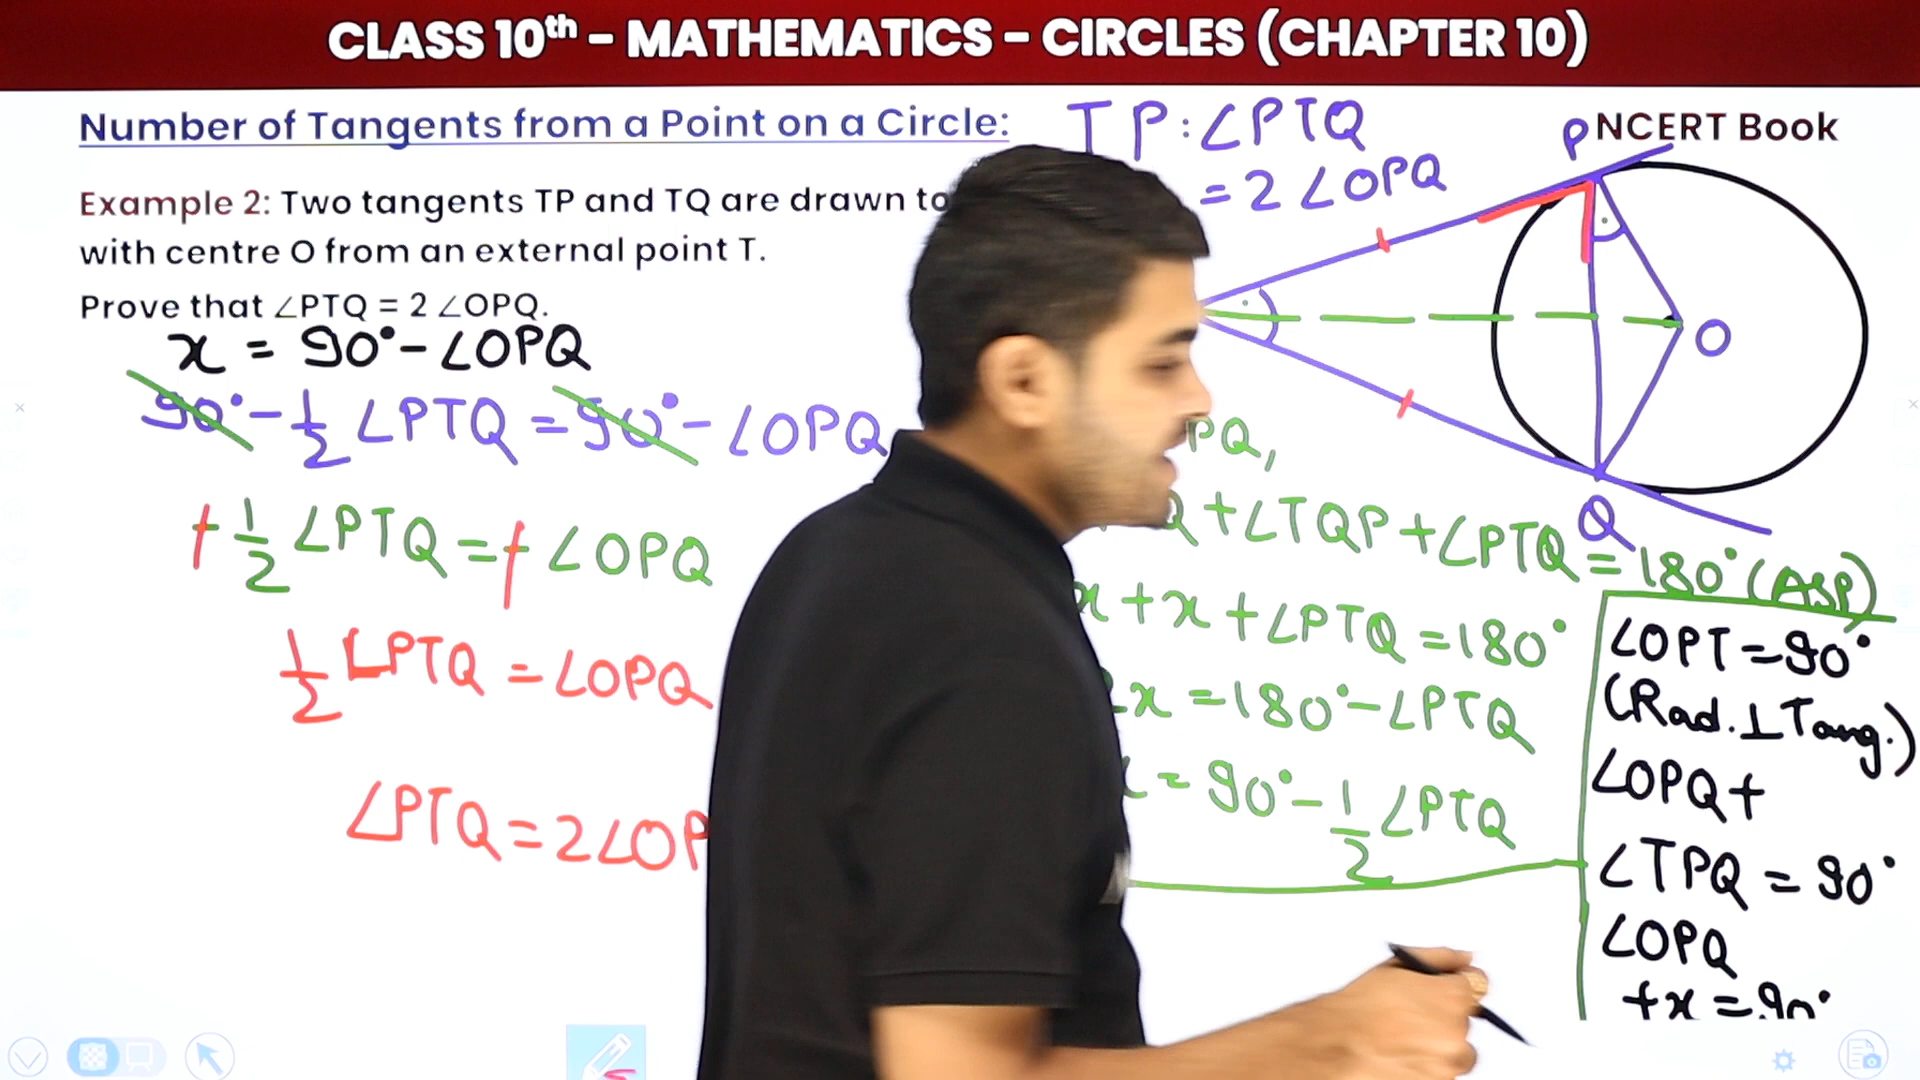 CLASS 10th - MATHEMATICS - CIRCLES (CHAPTER 10)
Number of Tangents from a Point on a Circle:
NCERT Book
Example 2: Two tangents TP and TQ are drawn to
with centre O from an external point T.
Prove that ∠PTQ = 2 ∠OPQ.
x = 90° - ∠OPQ
90° - 1/2 ∠PTQ = 90° - ∠OPQ
+ 1/2 ∠PTQ = + ∠OPQ
1/2 ∠PTQ = ∠OPQ
∠PTQ = 2∠OP
TP: ∠PTQ
= 2 ∠OPQ
P
O
Q
PQ,
Q + ∠TQP + ∠PTQ = 180° (ASP)
x + x + ∠PTQ = 180°
2x = 180° - ∠PTQ
x = 90° - 1/2 ∠PTQ
∠OPT = 90°
(Rad. ⊥ Tang.)
∠OPQ +
∠TPQ = 90°
∠OPQ
+ x = 90°